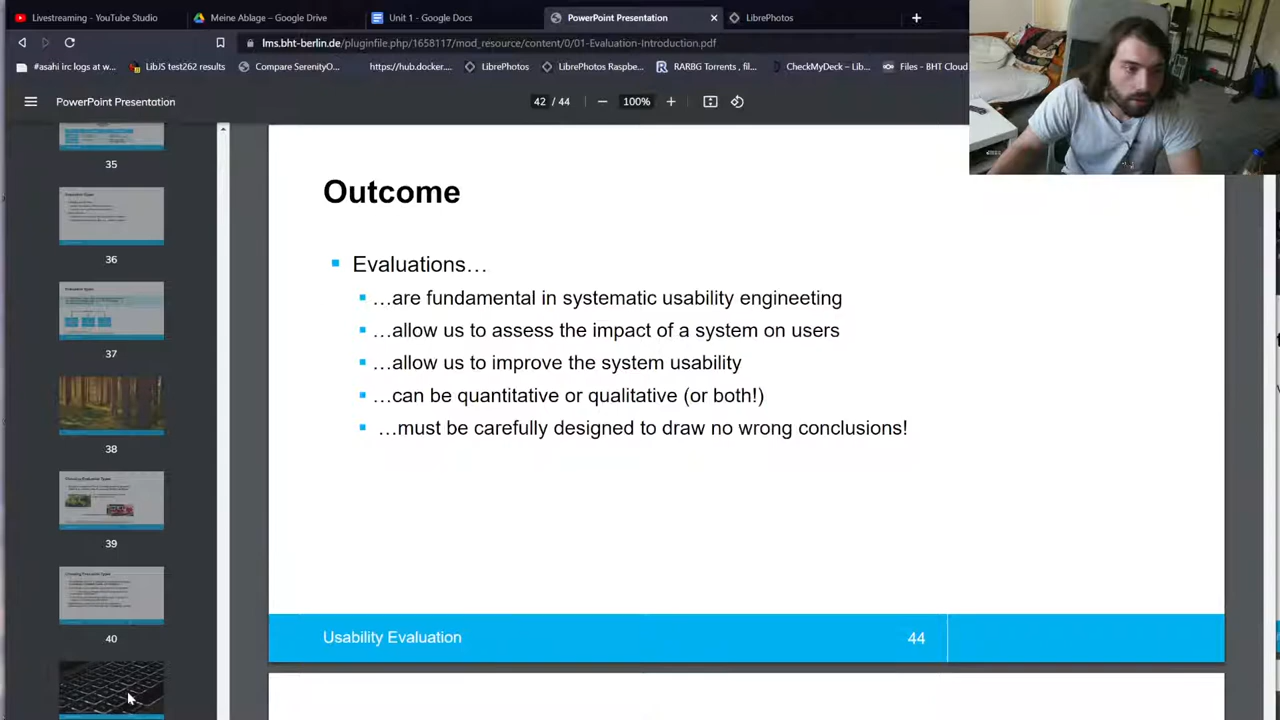 Livestreaming - YouTube Studio
Meine Ablage – Google Drive
Unit 1 - Google Docs
PowerPoint Presentation
LibrePhotos
lms.bht-berlin.de/pluginfile.php/1658117/mod_resource/content/0/01-Evaluation-Introduction.pdf
#asahi irc logs at w...
LibJS test262 results
Compare SerenityO...
https://hub.docker....
LibrePhotos
LibrePhotos Raspbe...
RARBG Torrents , fil...
CheckMyDeck – Lib...
Files - BHT Cloud
PowerPoint Presentation
42 / 44
100%
35
36
37
38
39
40
Outcome
Evaluations…
…are fundamental in systematic usability engineeting
…allow us to assess the impact of a system on users
…allow us to improve the system usability
…can be quantitative or qualitative (or both!)
…must be carefully designed to draw no wrong conclusions!
Usability Evaluation
44